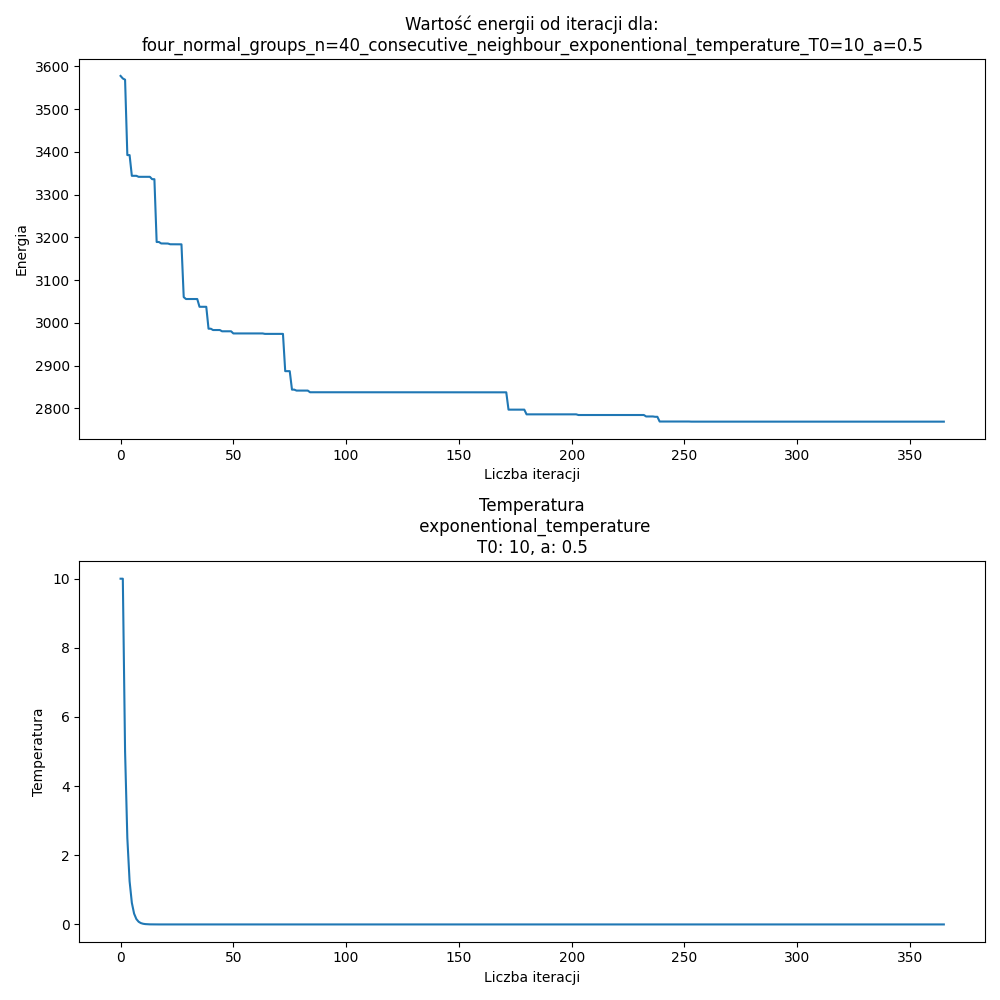 Wartość energii od iteracji dla:
four_normal_groups_n=40_consecutive_neighbour_exponentional_temperature_T0=10_a=0.5
3600
3500
3400
3300
3200
3100
3000
2900
2800
Energia
0 50 100 150 200 250 300 350
Liczba iteracji
Temperatura
exponentional_temperature
T0: 10, a: 0.5
10
8
6
4
2
0
Temperatura
0 50 100 150 200 250 300 350
Liczba iteracji